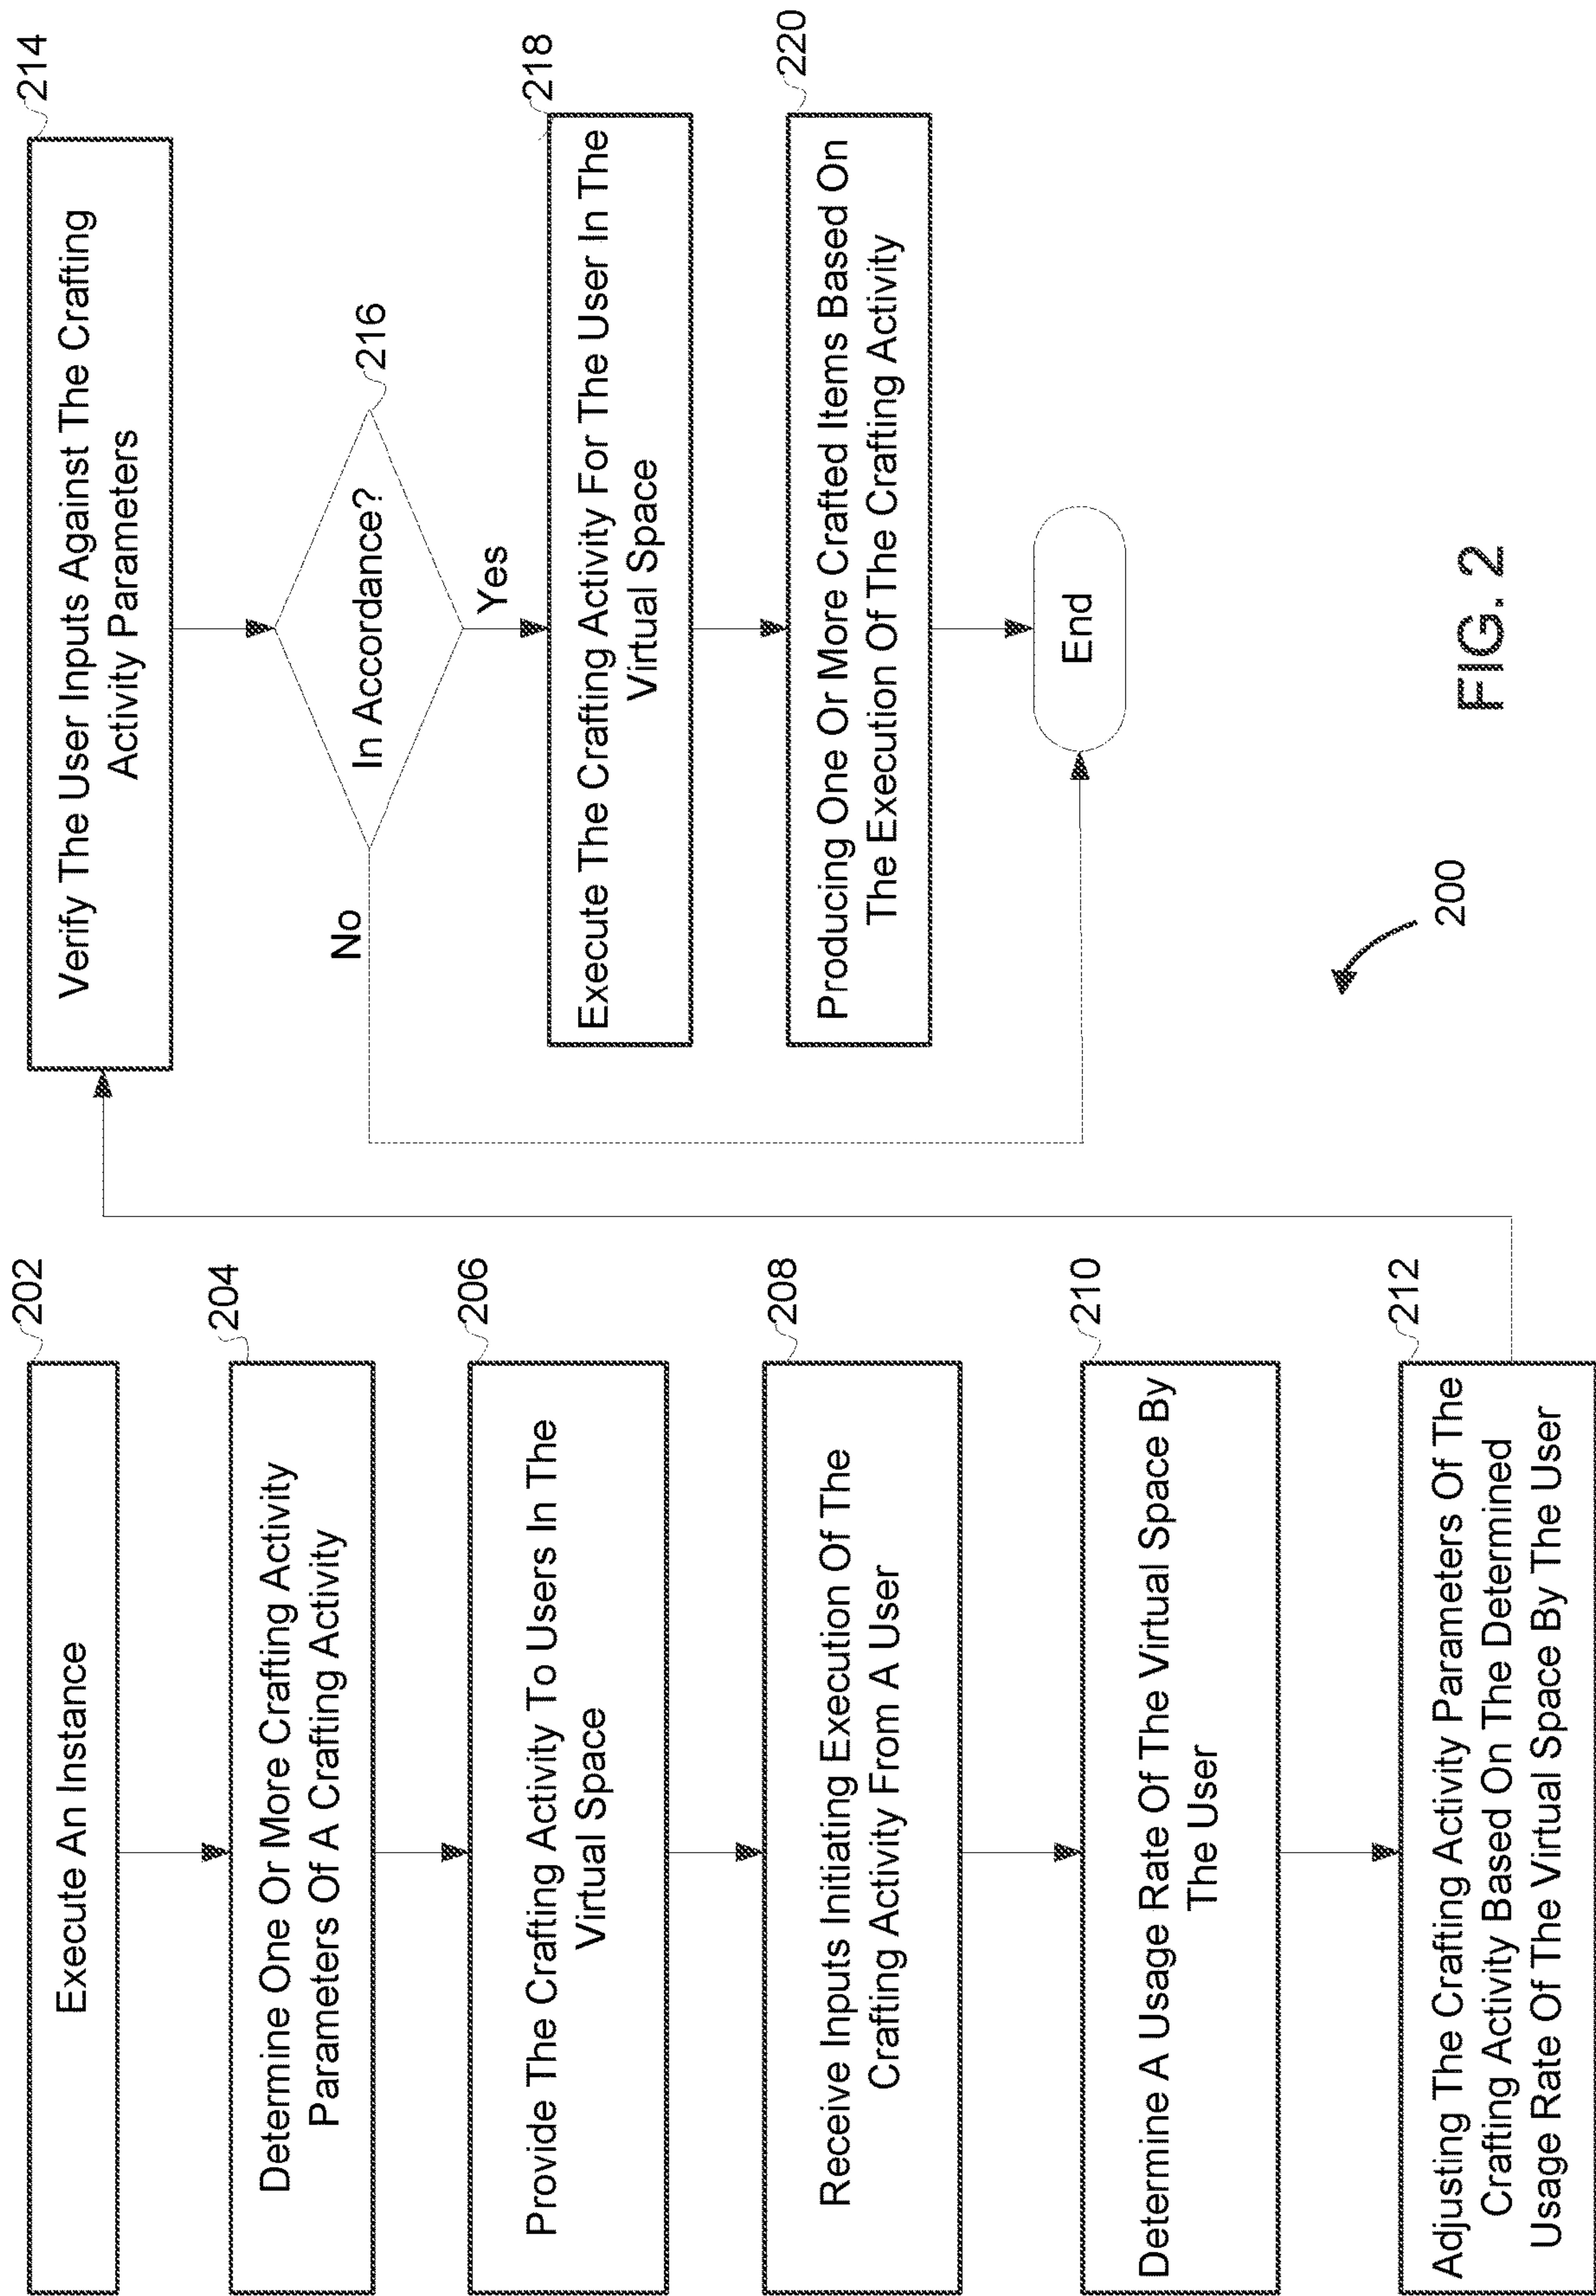 202
Execute An Instance
204
Determine One Or More Crafting Activity
Parameters Of A Crafting Activity
206
Provide The Crafting Activity To Users In The
Virtual Space
208
Receive Inputs Initiating Execution Of The
Crafting Activity From A User
210
Determine A Usage Rate Of The Virtual Space By
The User
212
Adjusting The Crafting Activity Parameters Of The
Crafting Activity Based On The Determined
Usage Rate Of The Virtual Space By The User
214
Verify The User Inputs Against The Crafting
Activity Parameters
216
In Accordance?
No
Yes
218
Execute The Crafting Activity For The User In The
Virtual Space
220
Producing One Or More Crafted Items Based On
The Execution Of The Crafting Activity
End
200
FIG. 2